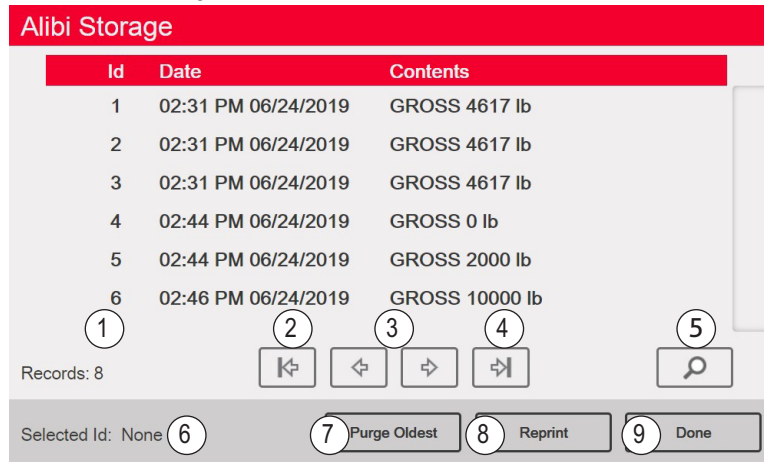 Alibi Storage
Id Date Contents
1 02:31 PM 06/24/2019 GROSS 4617 lb
2 02:31 PM 06/24/2019 GROSS 4617 lb
3 02:31 PM 06/24/2019 GROSS 4617 lb
4 02:44 PM 06/24/2019 GROSS 0 lb
5 02:44 PM 06/24/2019 GROSS 2000 lb
6 02:46 PM 06/24/2019 GROSS 10000 lb
1 2 3 4 5
Records: 8
Selected Id: None 6 7 Purge Oldest 8 Reprint 9 Done